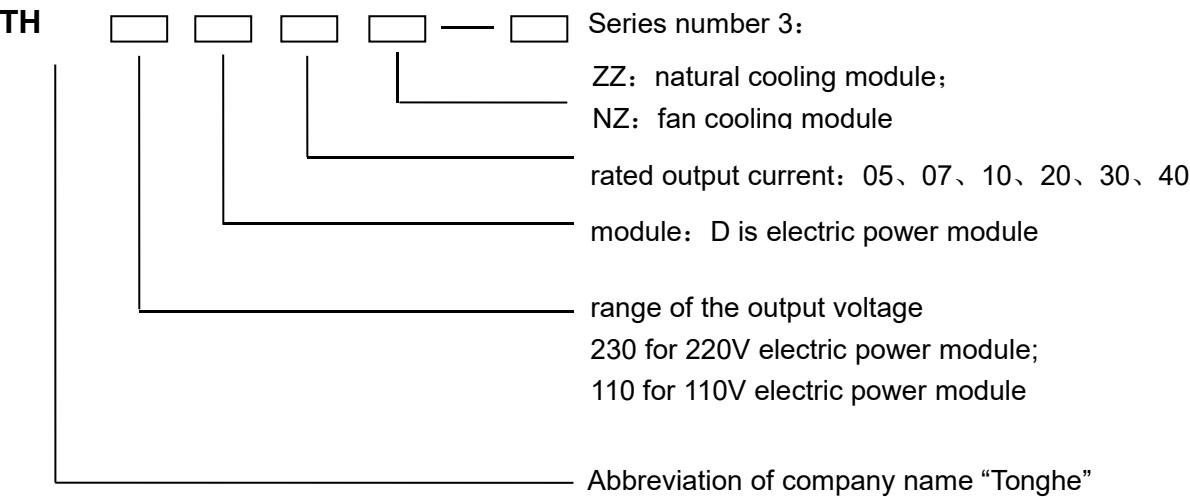 TH Series number 3：
ZZ：natural cooling module；
NZ：fan cooling module
rated output current：05、07、10、20、30、40
module：D is electric power module
range of the output voltage
230 for 220V electric power module;
110 for 110V electric power module
Abbreviation of company name “Tonghe”